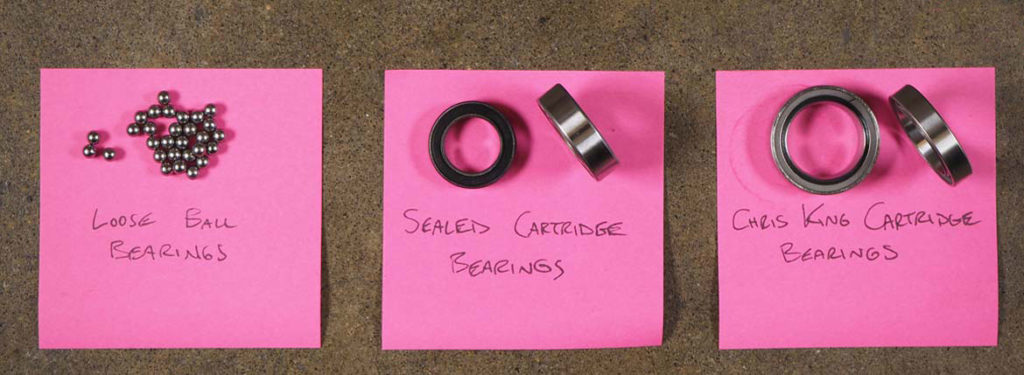 LOOSE BALL
BEARINGS
SEALED CARTRIDGE
BEARINGS
CHRIS KING CARTRIDGE
BEARINGS